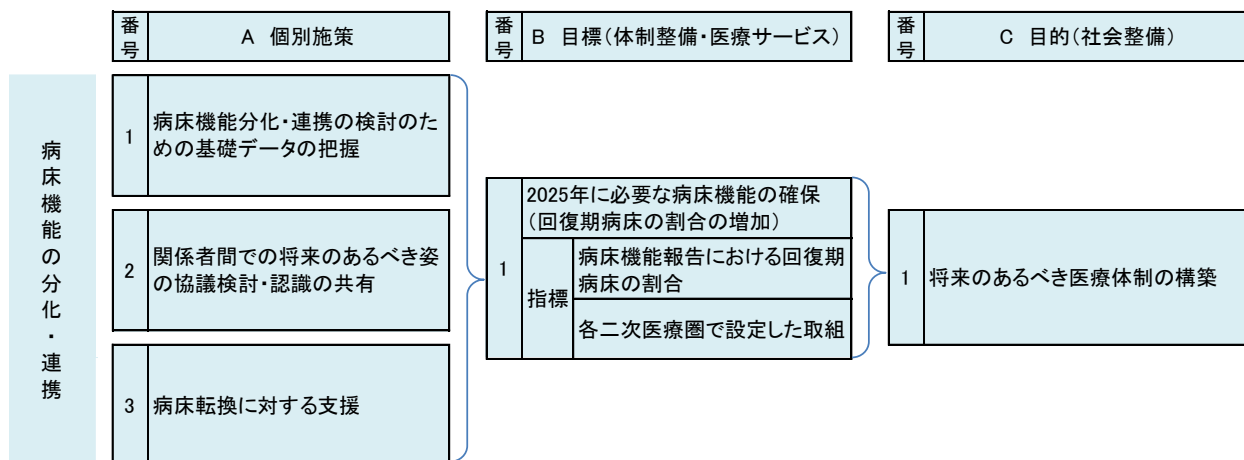 番号
A 個別施策
番号
B 目標(体制整備・医療サービス)
番号
C 目的(社会整備)
病床機能の分化・連携
1
病床機能分化・連携の検討のた
めの基礎データの把握
2
関係者間での将来のあるべき姿
の協議検討・認識の共有
3
病床転換に対する支援
1
2025年に必要な病床機能の確保
(回復期病床の割合の増加)
指標
病床機能報告における回復期
病床の割合
各二次医療圏で設定した取組
1
将来のあるべき医療体制の構築